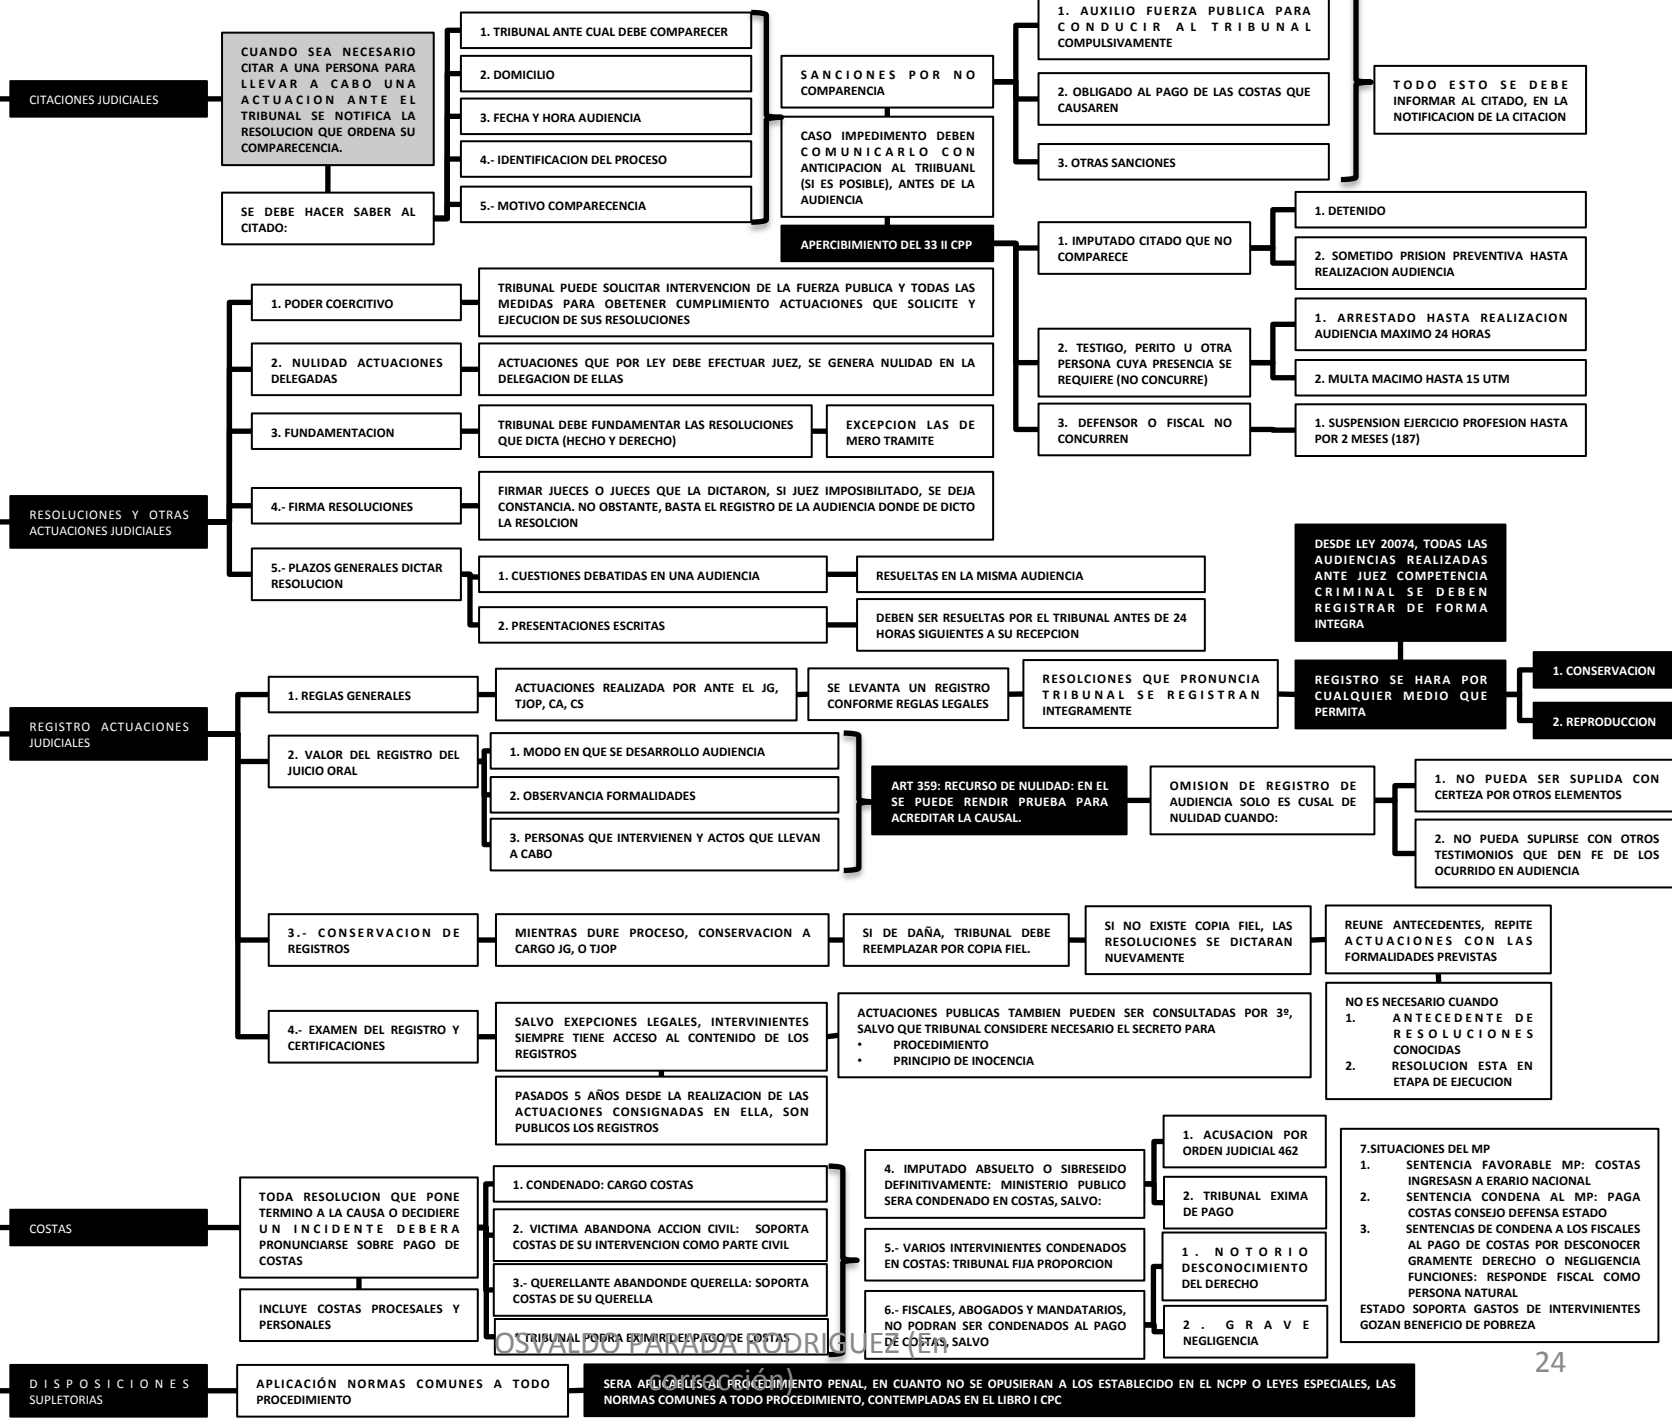 CITACIONES JUDICIALES
CUANDO SEA NECESARIO
CITAR A UNA PERSONA PARA
LLEVAR A CABO UNA
ACTUACION ANTE EL
TRIBUNAL SE NOTIFICA LA
RESOLUCION QUE ORDENA SU
COMPARECENCIA.
SE DEBE HACER SABER AL
CITADO:
1. TRIBUNAL ANTE CUAL DEBE COMPARECER
2. DOMICILIO
3. FECHA Y HORA AUDIENCIA
4.- IDENTIFICACION DEL PROCESO
5.- MOTIVO COMPARECENCIA
SANCIONES POR NO
COMPARENCIA
CASO IMPEDIMENTO DEBEN
COMUNICARLO CON
ANTICIPACION AL TRIIBUANL
(SI ES POSIBLE), ANTES DE LA
AUDIENCIA
APERCIBIMIENTO DEL 33 II CPP
1. AUXILIO FUERZA PUBLICA PARA
CONDUCIR AL TRIBUNAL
COMPULSIVAMENTE
2. OBLIGADO AL PAGO DE LAS COSTAS QUE
CAUSAREN
3. OTRAS SANCIONES
TODO ESTO SE DEBE
INFORMAR AL CITADO, EN LA
NOTIFICACION DE LA CITACION
1. IMPUTADO CITADO QUE NO
COMPARECE
1. DETENIDO
2. SOMETIDO PRISION PREVENTIVA HASTA
REALIZACION AUDIENCIA
2. TESTIGO, PERITO U OTRA
PERSONA CUYA PRESENCIA SE
REQUIERE (NO CONCURRE)
1. ARRESTADO HASTA REALIZACION
AUDIENCIA MAXIMO 24 HORAS
2. MULTA MACIMO HASTA 15 UTM
3. DEFENSOR O FISCAL NO
CONCURREN
1. SUSPENSION EJERCICIO PROFESION HASTA
POR 2 MESES (187)
RESOLUCIONES Y OTRAS
ACTUACIONES JUDICIALES
1. PODER COERCITIVO
TRIBUNAL PUEDE SOLICITAR INTERVENCION DE LA FUERZA PUBLICA Y TODAS LAS
MEDIDAS PARA OBETENER CUMPLIMIENTO ACTUACIONES QUE SOLICITE Y
EJECUCION DE SUS RESOLUCIONES
2. NULIDAD ACTUACIONES
DELEGADAS
ACTUACIONES QUE POR LEY DEBE EFECTUAR JUEZ, SE GENERA NULIDAD EN LA
DELEGACION DE ELLAS
3. FUNDAMENTACION
TRIBUNAL DEBE FUNDAMENTAR LAS RESOLUCIONES
QUE DICTA (HECHO Y DERECHO)
EXCEPCION LAS DE
MERO TRAMITE
4.- FIRMA RESOLUCIONES
FIRMAR JUECES O JUECES QUE LA DICTARON, SI JUEZ IMPOSIBILITADO, SE DEJA
CONSTANCIA. NO OBSTANTE, BASTA EL REGISTRO DE LA AUDIENCIA DONDE DE DICTO
LA RESOLCION
5.- PLAZOS GENERALES DICTAR
RESOLUCION
1. CUESTIONES DEBATIDAS EN UNA AUDIENCIA
RESUELTAS EN LA MISMA AUDIENCIA
2. PRESENTACIONES ESCRITAS
DEBEN SER RESUELTAS POR EL TRIBUNAL ANTES DE 24
HORAS SIGUIENTES A SU RECEPCION
DESDE LEY 20074, TODAS LAS
AUDIENCIAS REALIZADAS
ANTE JUEZ COMPETENCIA
CRIMINAL SE DEBEN
REGISTRAR DE FORMA
INTEGRA
REGISTRO ACTUACIONES
JUDICIALES
1. REGLAS GENERALES
ACTUACIONES REALIZADA POR ANTE EL JG,
TJOP, CA, CS
SE LEVANTA UN REGISTRO
CONFORME REGLAS LEGALES
RESOLCIONES QUE PRONUNCIA
TRIBUNAL SE REGISTRAN
INTEGRAMENTE
REGISTRO SE HARA POR
CUALQUIER MEDIO QUE
PERMITA
1. CONSERVACION
2. REPRODUCCION
2. VALOR DEL REGISTRO DEL
JUICIO ORAL
1. MODO EN QUE SE DESARROLLO AUDIENCIA
2. OBSERVANCIA FORMALIDADES
3. PERSONAS QUE INTERVIENEN Y ACTOS QUE LLEVAN
A CABO
ART 359: RECURSO DE NULIDAD: EN EL
SE PUEDE RENDIR PRUEBA PARA
ACREDITAR LA CAUSAL.
OMISION DE REGISTRO DE
AUDIENCIA SOLO ES CUSAL DE
NULIDAD CUANDO:
1. NO PUEDA SER SUPLIDA CON
CERTEZA POR OTROS ELEMENTOS
2. NO PUEDA SUPLIRSE CON OTROS
TESTIMONIOS QUE DEN FE DE LOS
OCURRIDO EN AUDIENCIA
3.- CONSERVACION DE
REGISTROS
MIENTRAS DURE PROCESO, CONSERVACION A
CARGO JG, O TJOP
SI DE DAÑA, TRIBUNAL DEBE
REEMPLAZAR POR COPIA FIEL.
SI NO EXISTE COPIA FIEL, LAS
RESOLUCIONES SE DICTARAN
NUEVAMENTE
REUNE ANTECEDENTES, REPITE
ACTUACIONES CON LAS
FORMALIDADES PREVISTAS
NO ES NECESARIO CUANDO
1. ANTECEDENTE DE
RESOLUCIONES
CONOCIDAS
2. RESOLUCION ESTA EN
ETAPA DE EJECUCION
4.- EXAMEN DEL REGISTRO Y
CERTIFICACIONES
SALVO EXEPCIONES LEGALES, INTERVINIENTES
SIEMPRE TIENE ACCESO AL CONTENIDO DE LOS
REGISTROS
ACTUACIONES PUBLICAS TAMBIEN PUEDEN SER CONSULTADAS POR 3º,
SALVO QUE TRIBUNAL CONSIDERE NECESARIO EL SECRETO PARA
• PROCEDIMIENTO
• PRINCIPIO DE INOCENCIA
PASADOS 5 AÑOS DESDE LA REALIZACION DE LAS
ACTUACIONES CONSIGNADAS EN ELLA, SON
PUBLICOS LOS REGISTROS
COSTAS
TODA RESOLUCION QUE PONE
TERMINO A LA CAUSA O DECIDIERE
UN INCIDENTE DEBERA
PRONUNCIARSE SOBRE PAGO DE
COSTAS
INCLUYE COSTAS PROCESALES Y
PERSONALES
1. CONDENADO: CARGO COSTAS
2. VICTIMA ABANDONA ACCION CIVIL: SOPORTA
COSTAS DE SU INTERVENCION COMO PARTE CIVIL
3.- QUERELLANTE ABANDONDE QUERELLA: SOPORTA
COSTAS DE SU QUERELLA
* TRIBUNAL PODRA EXIMIR DEL PAGO DE COSTAS
4. IMPUTADO ABSUELTO O SIBRESEIDO
DEFINITIVAMENTE: MINISTERIO PUBLICO
SERA CONDENADO EN COSTAS, SALVO:
1. ACUSACION POR
ORDEN JUDICIAL 462
2. TRIBUNAL EXIMA
DE PAGO
5.- VARIOS INTERVINIENTES CONDENADOS
EN COSTAS: TRIBUNAL FIJA PROPORCION
6.- FISCALES, ABOGADOS Y MANDATARIOS,
NO PODRAN SER CONDENADOS AL PAGO
DE COSTAS, SALVO
1. NOTORIO
DESCONOCIMIENTO
DEL DERECHO
2. GRAVE
NEGLIGENCIA
7.SITUACIONES DEL MP
1. SENTENCIA FAVORABLE MP: COSTAS
INGRESASN A ERARIO NACIONAL
2. SENTENCIA CONDENA AL MP: PAGA
COSTAS CONSEJO DEFENSA ESTADO
3. SENTENCIAS DE CONDENA A LOS FISCALES
AL PAGO DE COSTAS POR DESCONOCER
GRAMENTE DERECHO O NEGLIGENCIA
FUNCIONES: RESPONDE FISCAL COMO
PERSONA NATURAL
ESTADO SOPORTA GASTOS DE INTERVINIENTES
GOZAN BENEFICIO DE POBREZA
OSVALDO PARADA RODRIGUEZ (En
corrección)
24
DISPOSICIONES
SUPLETORIAS
APLICACIÓN NORMAS COMUNES A TODO
PROCEDIMIENTO
SERA APLICABLES AL PROCEDIMIENTO PENAL, EN CUANTO NO SE OPUSIERAN A LOS ESTABLECIDO EN EL NCPP O LEYES ESPECIALES, LAS
NORMAS COMUNES A TODO PROCEDIMIENTO, CONTEMPLADAS EN EL LIBRO I CPC